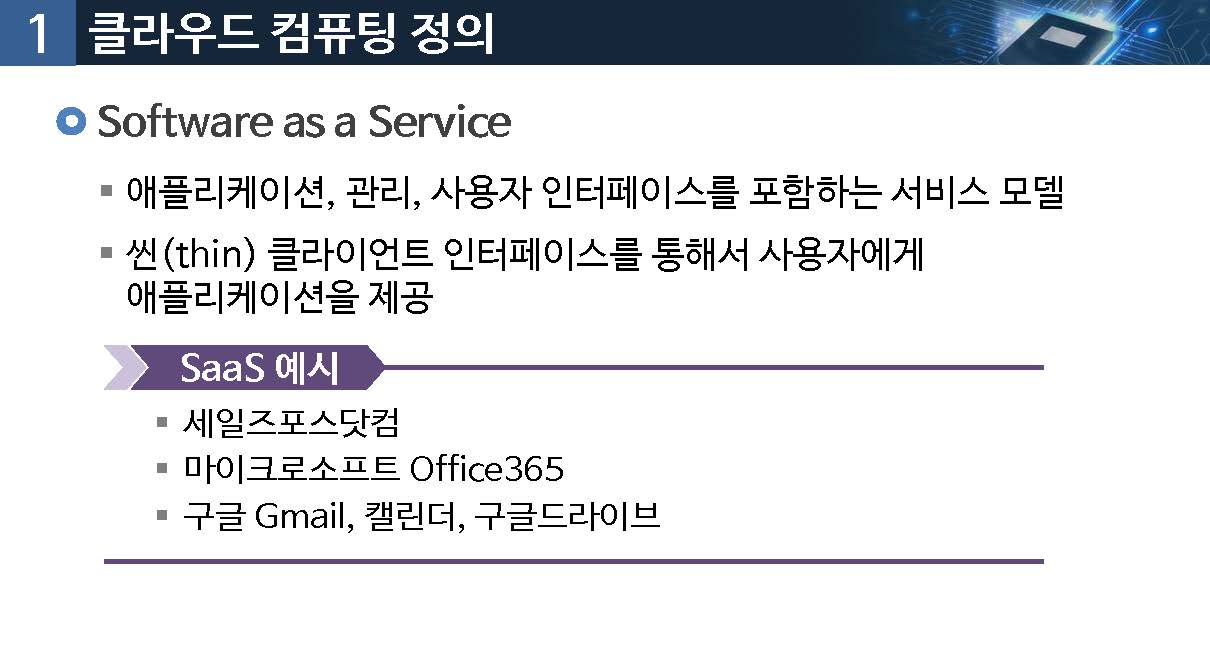 1 클라우드 컴퓨팅 정의
Software as a Service
애플리케이션, 관리, 사용자 인터페이스를 포함하는 서비스 모델
씬(thin) 클라이언트 인터페이스를 통해서 사용자에게
애플리케이션을 제공
SaaS 예시
세일즈포스닷컴
마이크로소프트 Office365
구글 Gmail, 캘린더, 구글드라이브